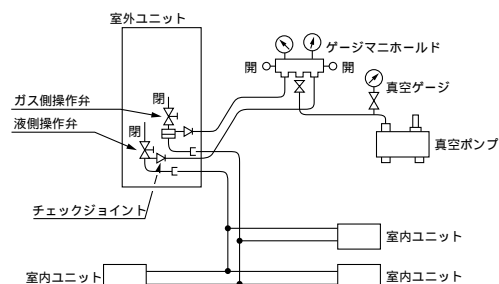 室外ユニット
ゲージマニホールド
開
開
真空ゲージ
ガス側操作弁
閉
液側操作弁
閉
真空ポンプ
チェックジョイント
室内ユニット
室内ユニット
室内ユニット